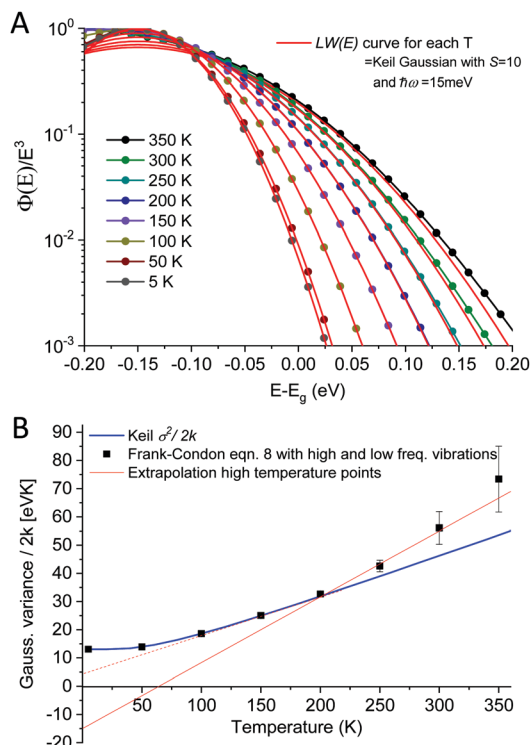 A
LW(E) curve for each T
=Keil Gaussian with S=10
and ħω =15meV
350 K
300 K
250 K
200 K
150 K
100 K
50 K
5 K
Φ(E)/E³
10⁰
10⁻¹
10⁻²
10⁻³
-0.20 -0.15 -0.10 -0.05 0.00 0.05 0.10 0.15 0.20
E-Eg (eV)
B
Keil σ²/ 2k
Frank-Condon eqn. 8 with high and low freq. vibrations
Extrapolation high temperature points
Gauss. variance / 2k [eVK]
90
80
70
60
50
40
30
20
10
0
-10
-20
0 50 100 150 200 250 300 350
Temperature (K)